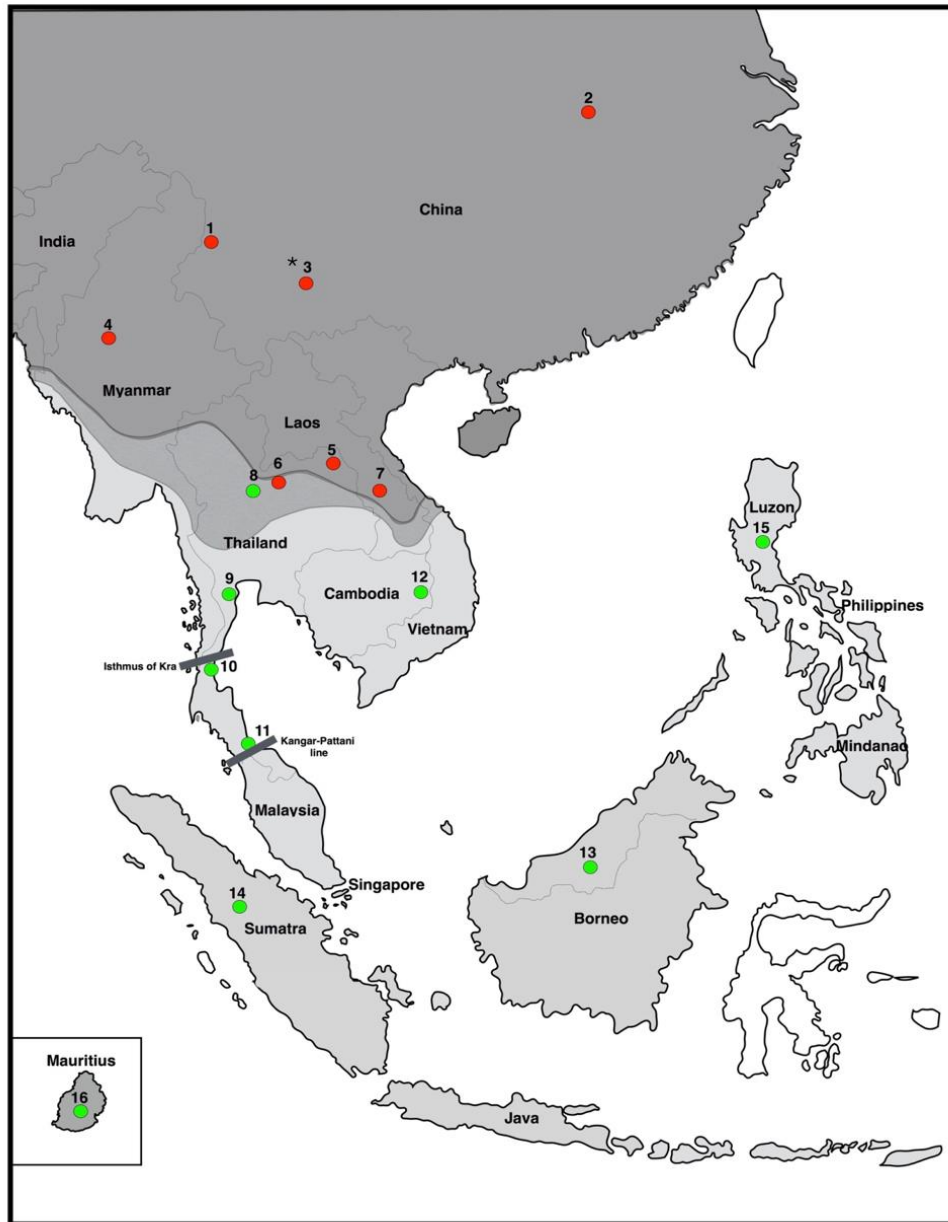 2
China
1
India
* 3
4
Myanmar
Laos
5
6
8
7
Luzon
15
Thailand
9
12
Cambodia
Philippines
Vietnam
Isthmus of Kra
10
11
Kangar-Pattani
line
Mindanao
Malaysia
13
Singapore
14
Borneo
Sumatra
Mauritius
16
Java